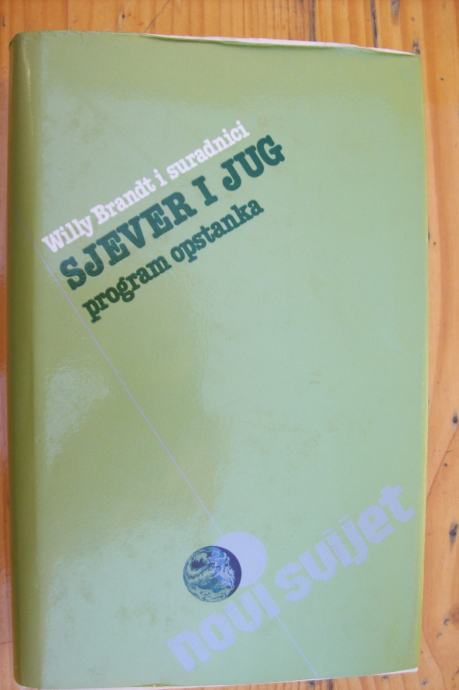 Willy Brandt i suradnici
SJEVER I JUG
program opstanka
novi svijet